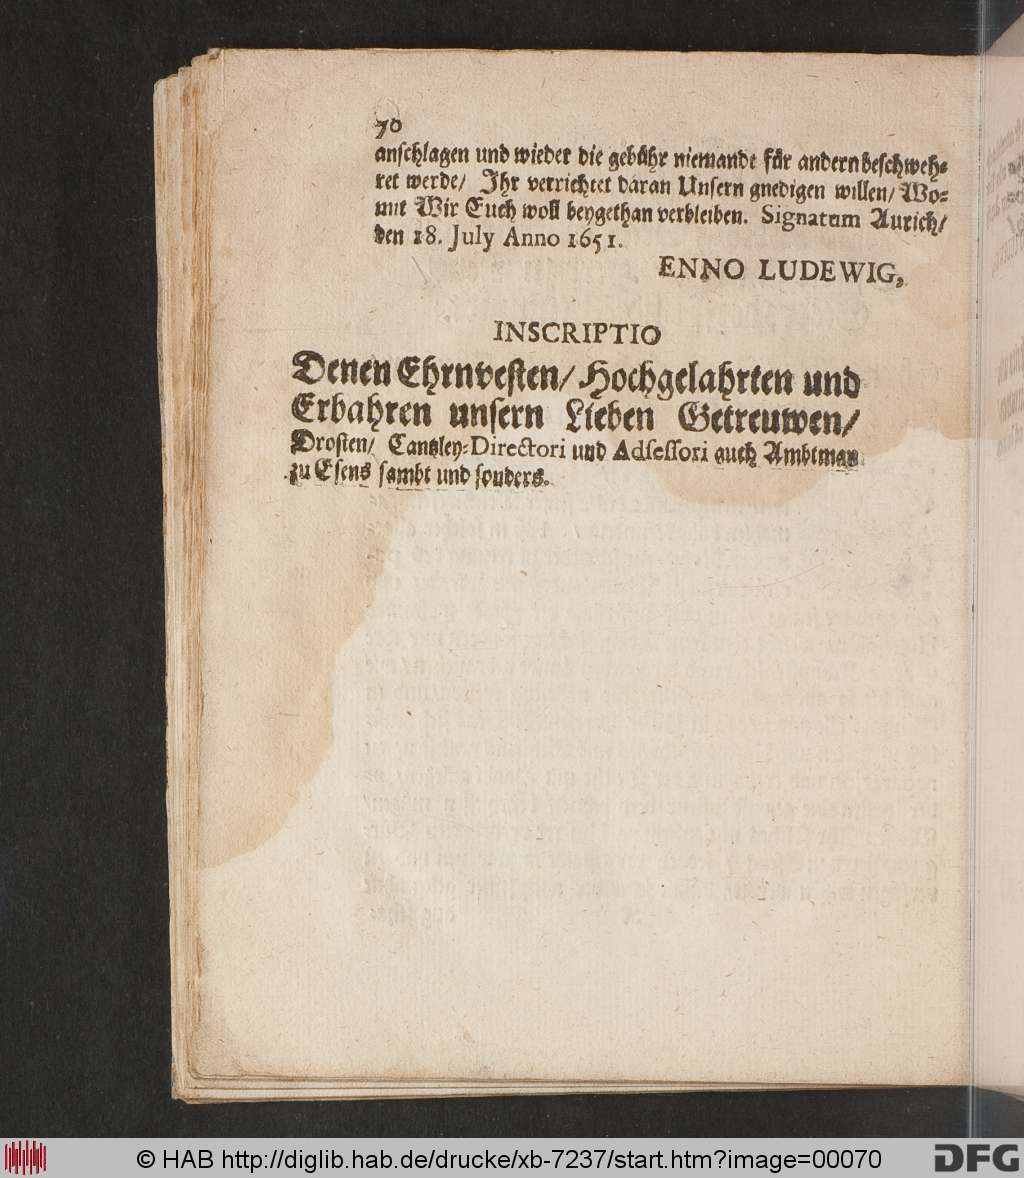 70
anschlagen und wieder die gebühr niemandt für andern beschweh-
ret werde/ Ihr verrichtet daran Unsern gnedigen willen/ Wo-
mit Wir Euch woll beygethan verbleiben. Signatum Aurich/
den 18. July Anno 1651.
ENNO LUDEWIG,
INSCRIPTIO
Denen Ehrnvesten/ Hochgelahrten und
Erbahren unsern Lieben Getreuwen/
Drosten/ Cantzley-Directori und Adsessori auch Ambtman
zu Esens sambt und sonders.
© HAB http://diglib.hab.de/drucke/xb-7237/start.htm?image=00070
DFG